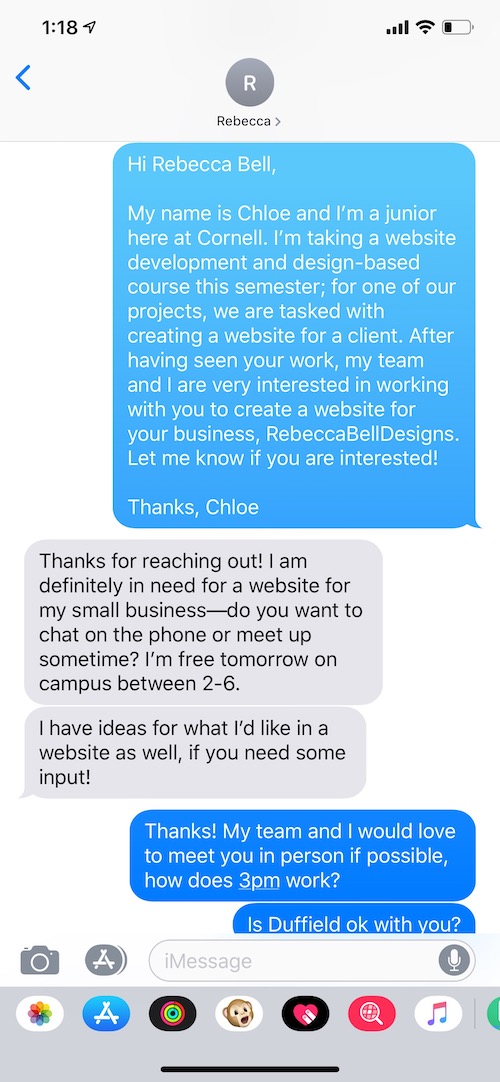 1:18
R
Rebecca
Hi Rebecca Bell,
My name is Chloe and I'm a junior
here at Cornell. I'm taking a website
development and design-based
course this semester; for one of our
projects, we are tasked with
creating a website for a client. After
having seen your work, my team
and I are very interested in working
with you to create a website for
your business, RebeccaBellDesigns.
Let me know if you are interested!
Thanks, Chloe
Thanks for reaching out! I am
definitely in need for a website for
my small business—do you want to
chat on the phone or meet up
sometime? I'm free tomorrow on
campus between 2-6.
I have ideas for what I'd like in a
website as well, if you need some
input!
Thanks! My team and I would love
to meet you in person if possible,
how does 3pm work?
Is Duffield ok with you?
iMessage